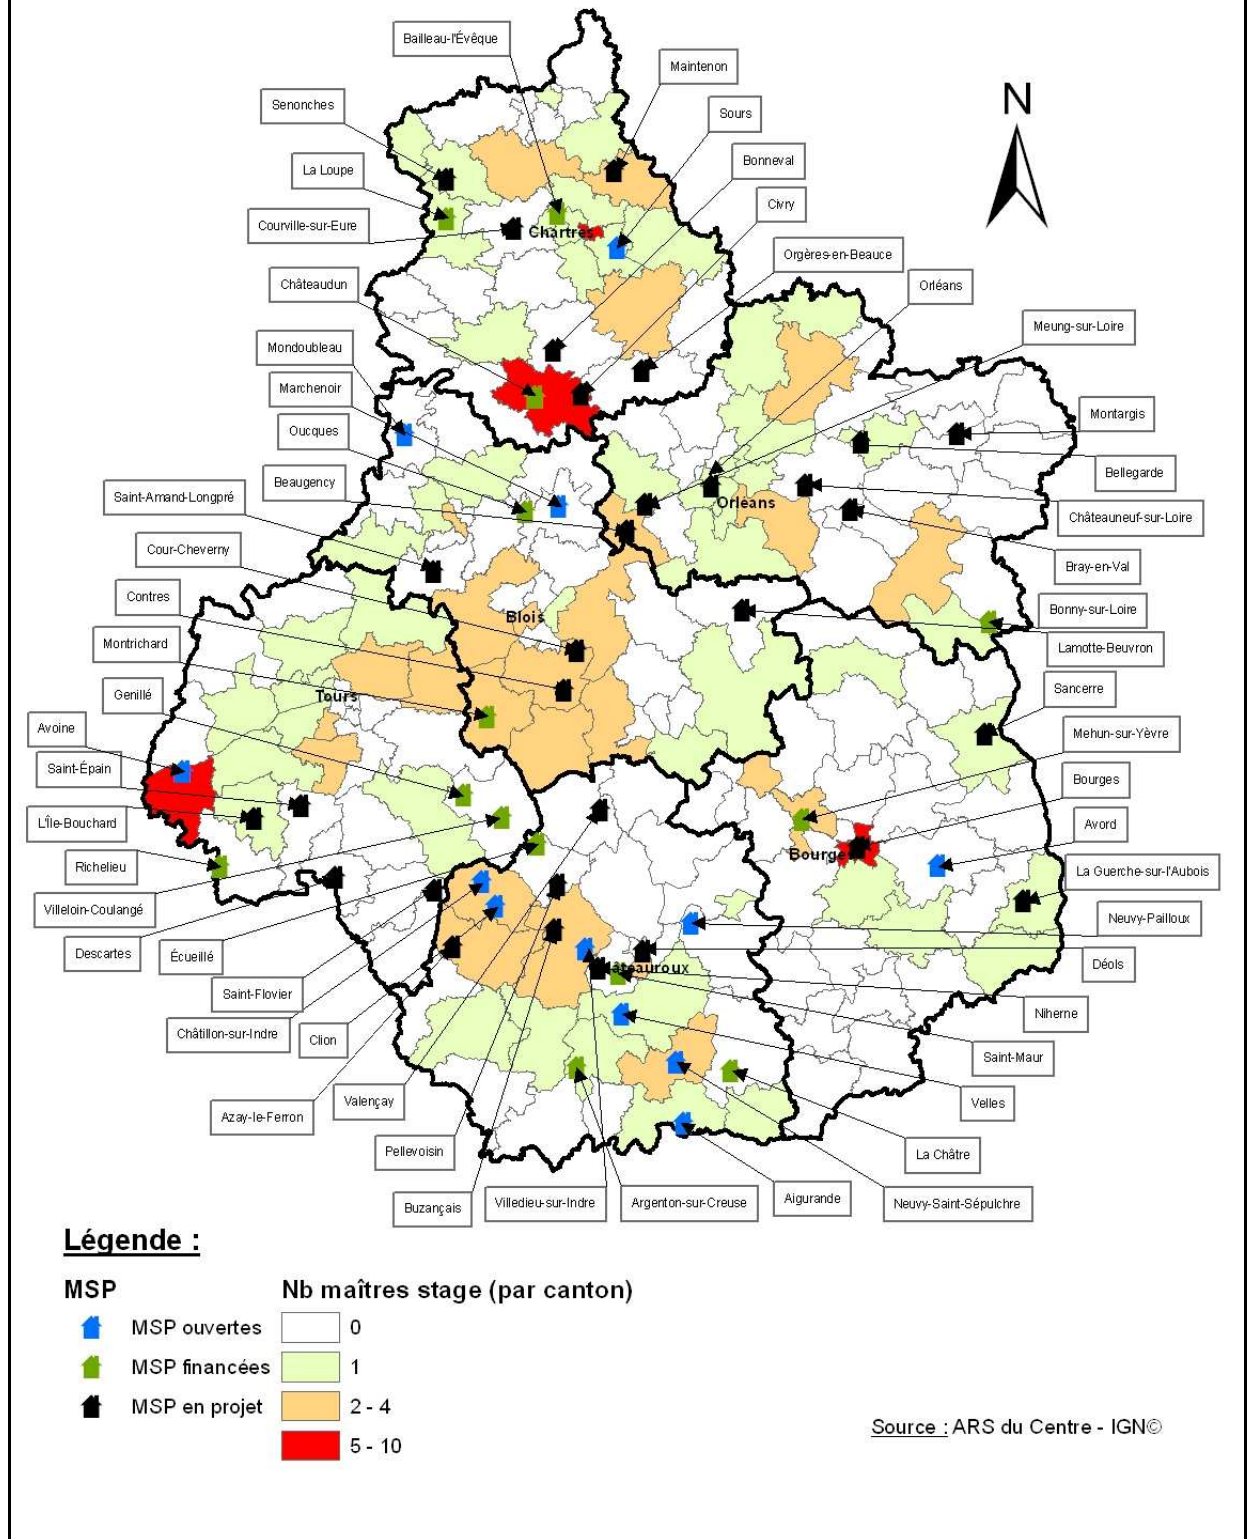 Bailleau-l'Évêque
Maintenon
Senonches
Sours
N
La Loupe
Bonneval
Courville-sur-Eure
Civry
Chartres
Châteaudun
Orgères-en-Beauce
Orléans
Mondoubleau
Meung-sur-Loire
Marchenoir
Montargis
Oucques
Bellegarde
Beaugency
Saint-Amand-Longpré
Orléans
Châteauneuf-sur-Loire
Cour-Cheverny
Bray-en-Val
Contres
Blois
Bonny-sur-Loire
Montrichard
Lamotte-Beuvron
Genillé
Tours
Sancerre
Avoine
Mehun-sur-Yèvre
Saint-Épain
Bourges
L'Île-Bouchard
Avord
Richelieu
Bourges
La Guerche-sur-l'Aubois
Villeloin-Coulangé
Neuvy-Pailloux
Descartes
Écueillé
Déols
Châteauroux
Saint-Flovier
Niherne
Châtillon-sur-Indre
Clion
Saint-Maur
Valençay
Velles
Azay-le-Ferron
Pellevoisin
La Châtre
Buzançais
Villedieu-sur-Indre
Argenton-sur-Creuse
Aigurande
Neuvy-Saint-Sépulchre
Légende :
MSP
Nb maîtres stage (par canton)
MSP ouvertes
0
MSP financées
1
MSP en projet
2 - 4
5 - 10
Source : ARS du Centre - IGN©